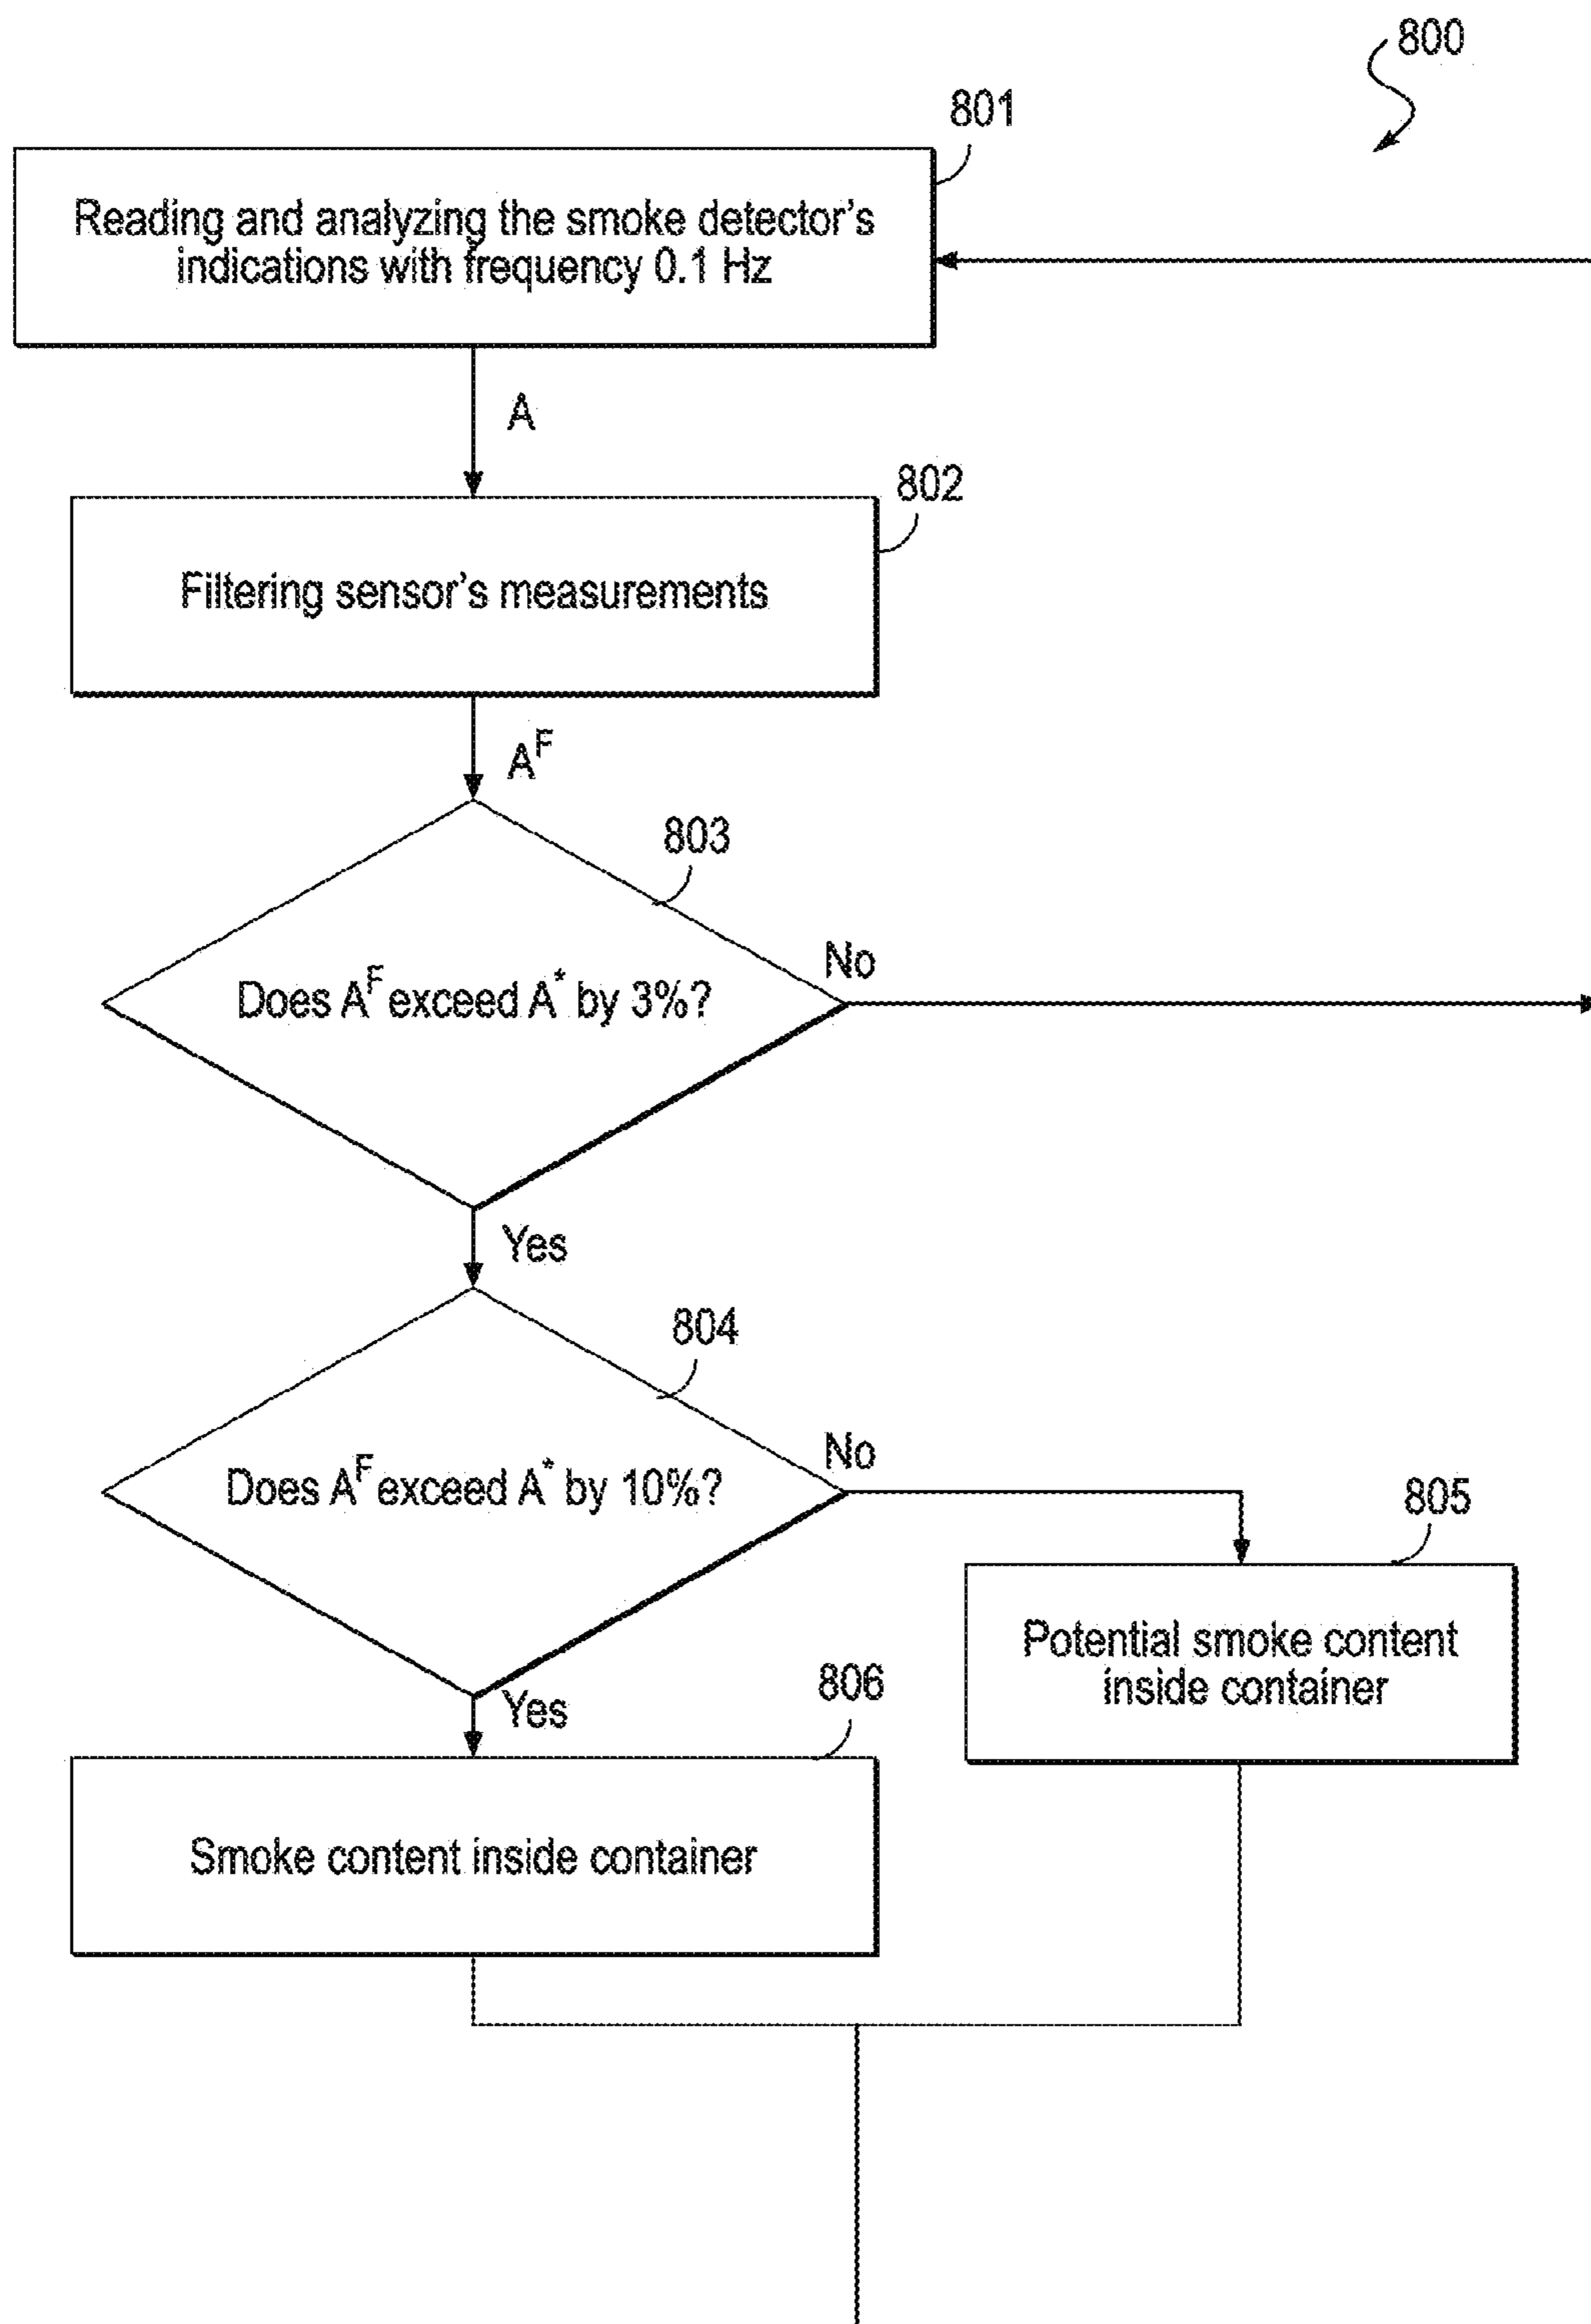 800
801
Reading and analyzing the smoke detector's
indications with frequency 0.1 Hz
A
802
Filtering sensor's measurements
A^F
803
No
Does A^F exceed A* by 3%?
Yes
804
No
Does A^F exceed A* by 10%?
805
Potential smoke content
inside container
Yes
806
Smoke content inside container